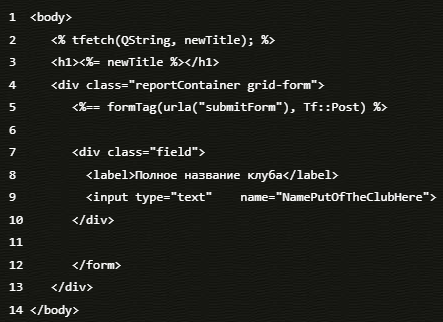 1 <body>
2 <% tfetch(QString, newTitle); %>
3 <h1><%= newTitle %></h1>
4 <div class="reportContainer grid-form">
5 <%== formTag(urla("submitForm"), Tf::Post) %>
6
7 <div class="field">
8 <label>Полное название клуба</label>
9 <input type="text" name="NamePutOfTheClubHere">
10 </div>
11
12 </form>
13 </div>
14 </body>